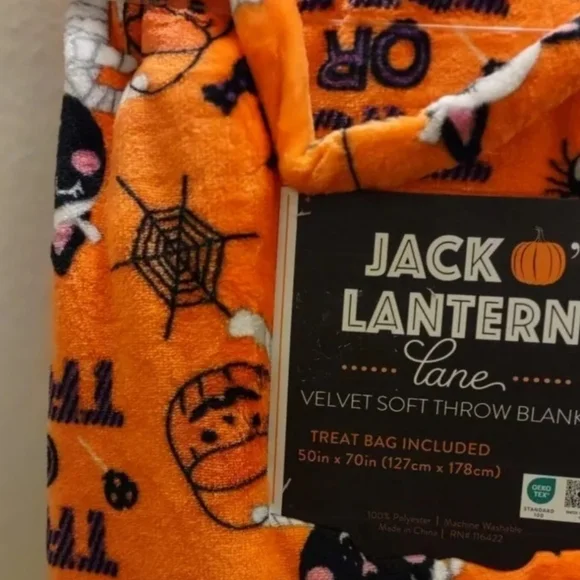 OR
JACK O'
LANTERN
lane
VELVET SOFT THROW
TREAT BAG INCLUDED
50in x 70in (127cm x 178cm)
OEKO
TEX®
STANDARD
100
100% Polyester | Machine Washable
Made in China | RN# 116422